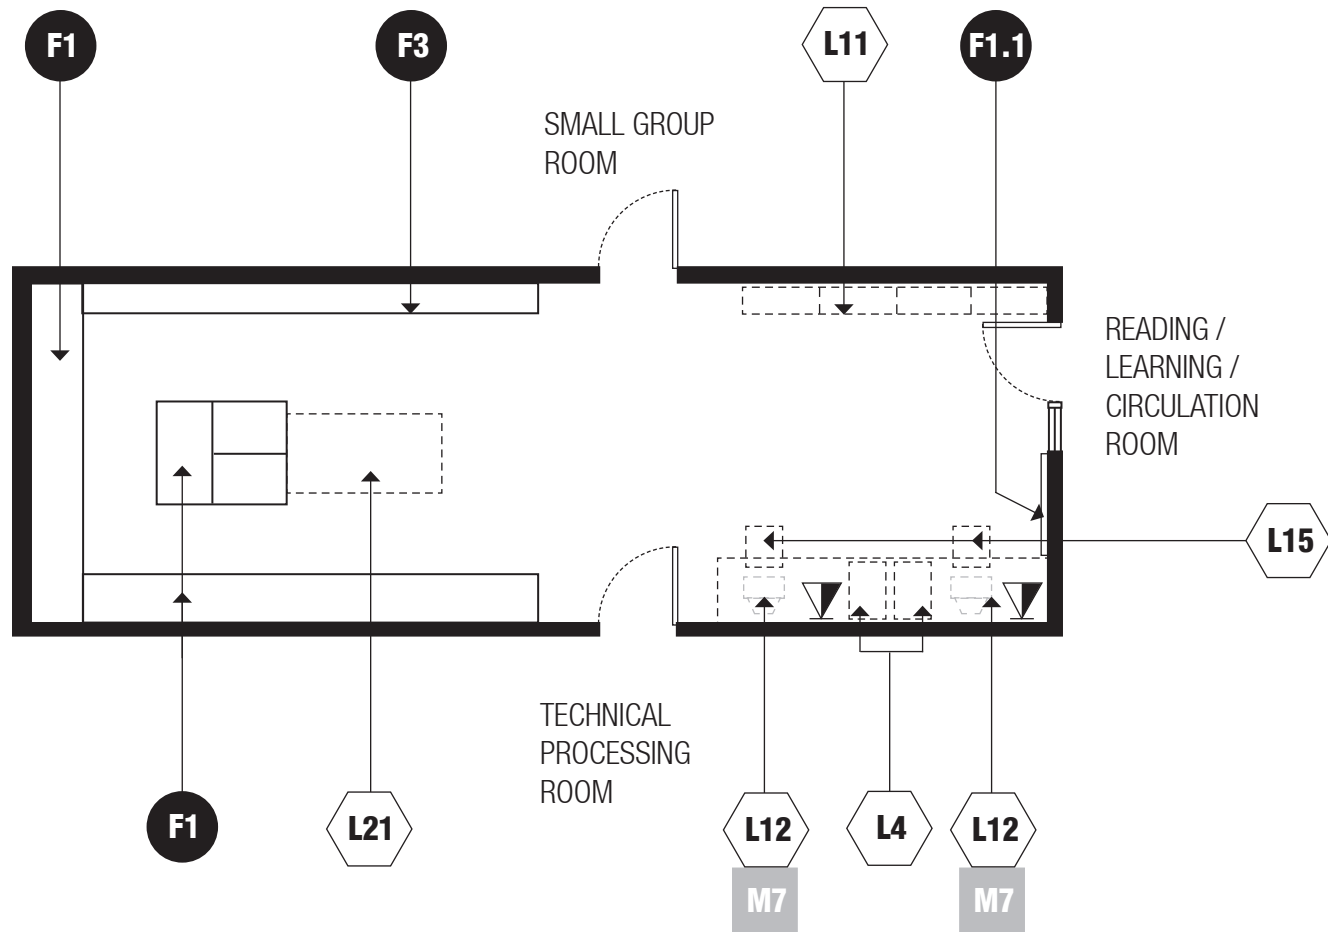 F1
F3
L11
F1.1
SMALL GROUP
ROOM
READING /
LEARNING /
CIRCULATION
ROOM
L15
TECHNICAL
PROCESSING
ROOM
F1
L21
L12
L4
L12
M7
M7